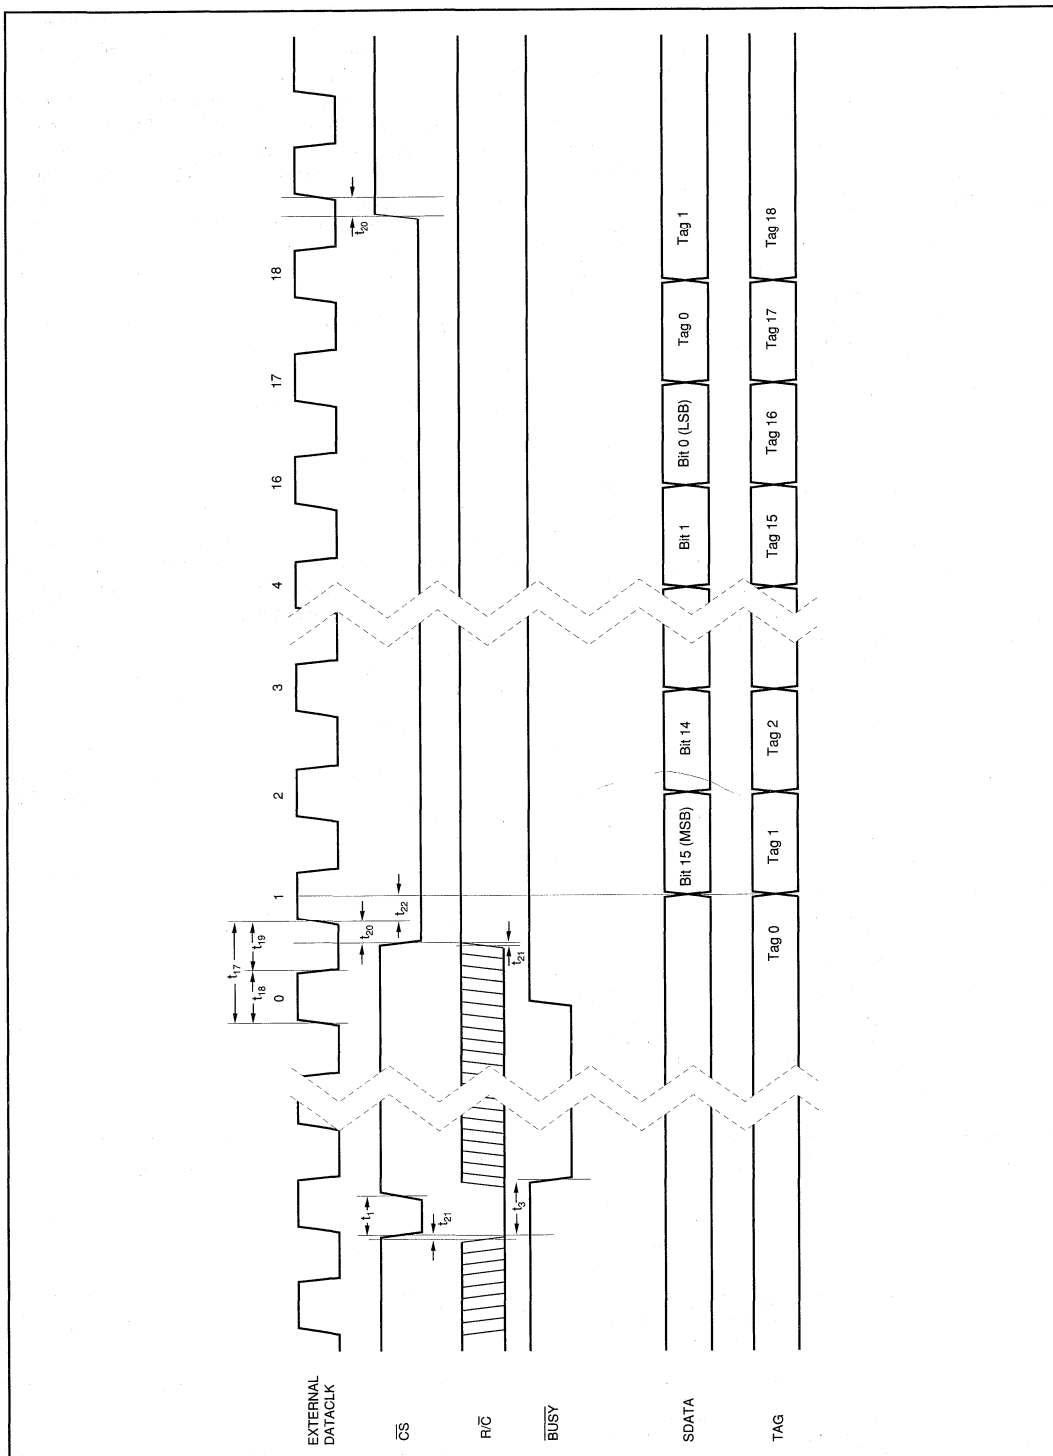 t17
t18
t19
0
1
2
3
4
16
17
18
EXTERNAL
DATACLK
t1
t20
t22
t20
CS
t21
t21
R/C
t3
BUSY
Bit 15 (MSB)
Bit 14
Bit 1
Bit 0 (LSB)
Tag 0
Tag 1
SDATA
Tag 0
Tag 1
Tag 2
Tag 15
Tag 16
Tag 17
Tag 18
TAG